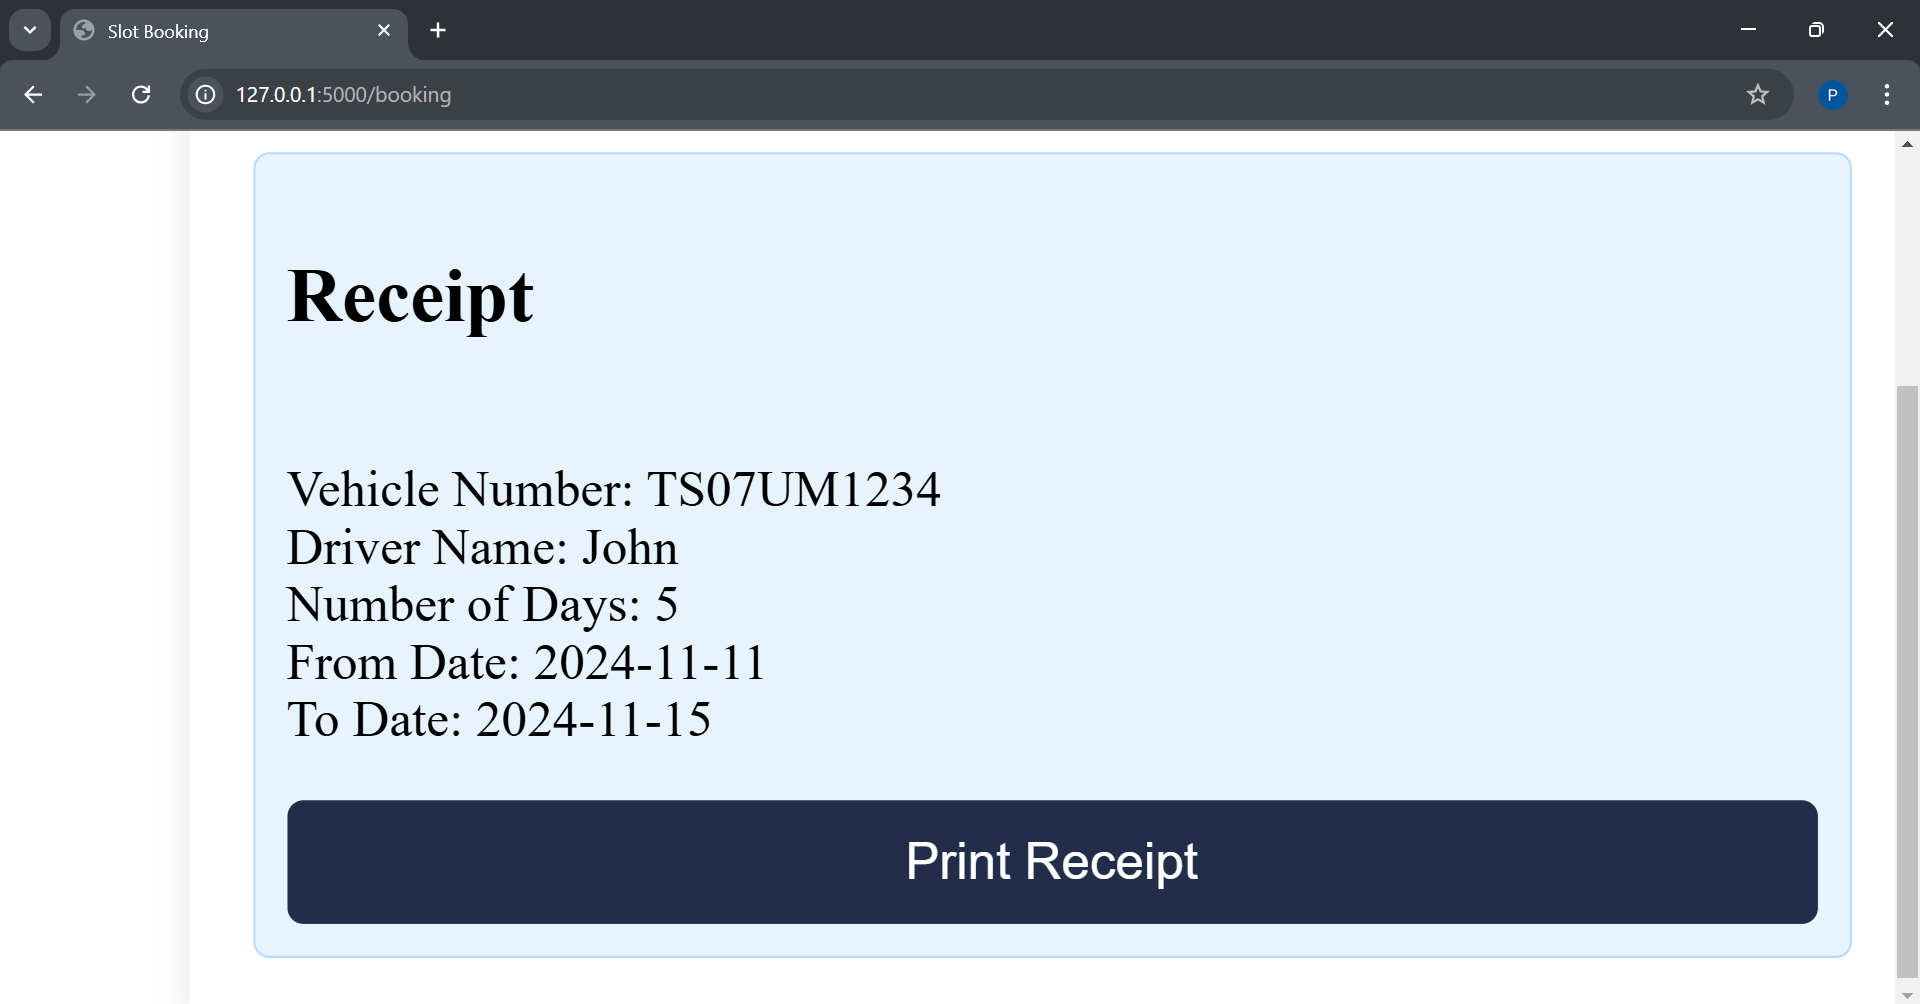 Slot Booking
127.0.0.1:5000/booking
P
Receipt
Vehicle Number: TS07UM1234
Driver Name: John
Number of Days: 5
From Date: 2024-11-11
To Date: 2024-11-15
Print Receipt